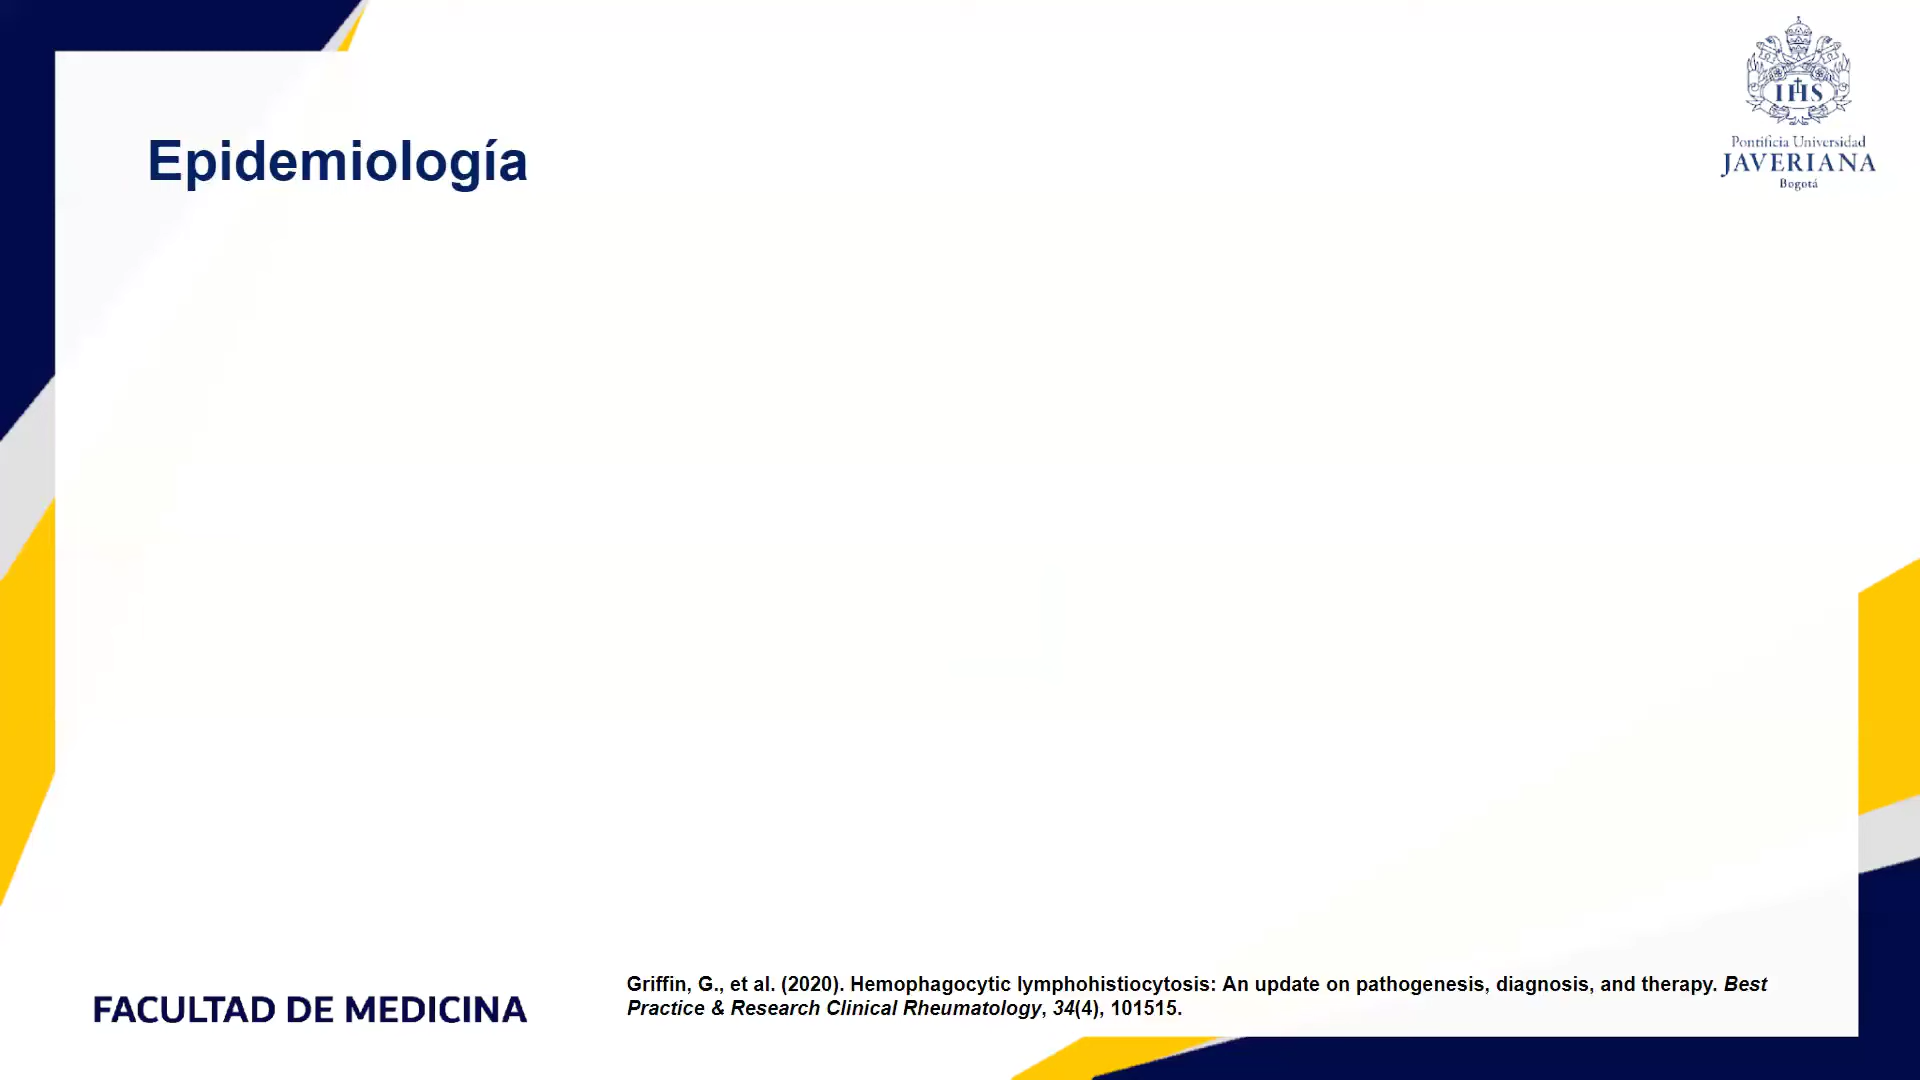 IHS
Pontificia Universidad
JAVERIANA
Bogotá
Epidemiología
Griffin, G., et al. (2020). Hemophagocytic lymphohistiocytosis: An update on pathogenesis, diagnosis, and therapy. Best
Practice & Research Clinical Rheumatology, 34(4), 101515.
FACULTAD DE MEDICINA